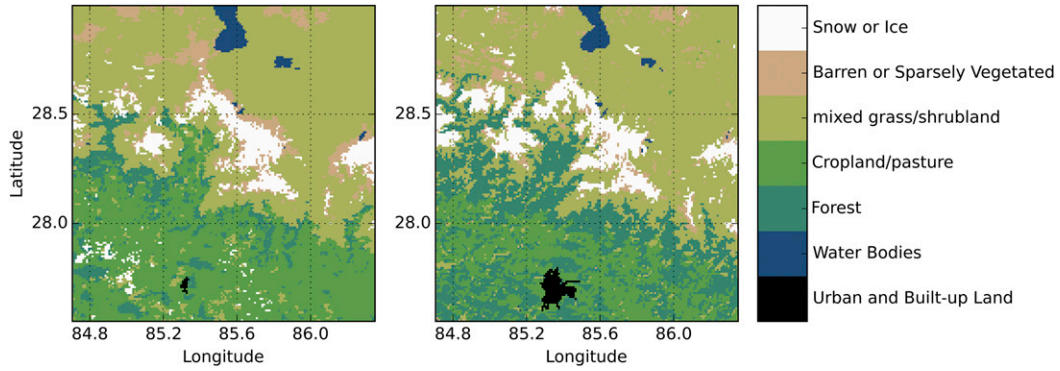 Latitude
28.5
28.0
84.8
85.2
85.6
86.0
Longitude
28.5
28.0
84.8
85.2
85.6
86.0
Longitude
Snow or Ice
Barren or Sparsely Vegetated
mixed grass/shrubland
Cropland/pasture
Forest
Water Bodies
Urban and Built-up Land